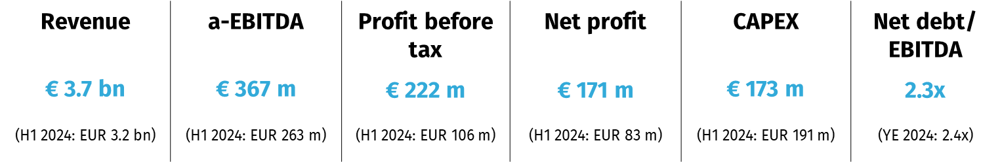 Revenue
€ 3.7 bn
(H1 2024: EUR 3.2 bn)
a-EBITDA
€ 367 m
(H1 2024: EUR 263 m)
Profit before
tax
€ 222 m
(H1 2024: EUR 106 m)
Net profit
€ 171 m
(H1 2024: EUR 83 m)
CAPEX
€ 173 m
(H1 2024: EUR 191 m)
Net debt/
EBITDA
2.3x
(YE 2024: 2.4x)